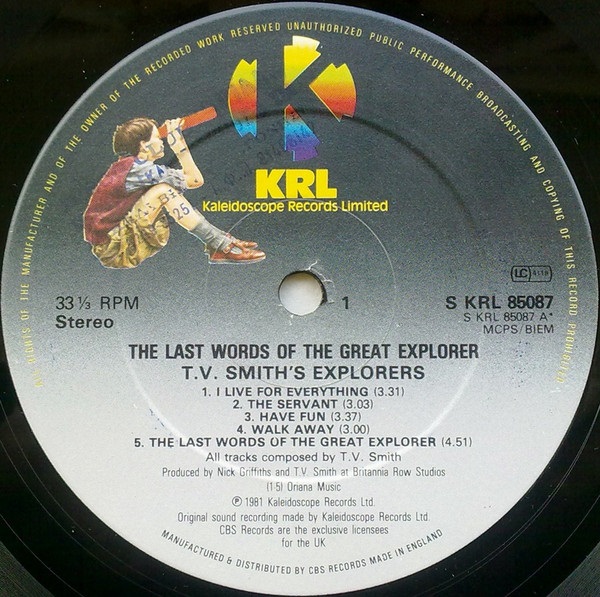 ALL RIGHTS OF THE MANUFACTURER AND OF THE OWNER OF THE RECORDED WORK RESERVED UNAUTHORIZED PUBLIC PERFORMANCE BROADCASTING AND COPYING OF THIS RECORD PROHIBITED
K
KRL
Kaleidoscope Records Limited
25
LC 4118
33 ⅓ RPM
Stereo
1
S KRL 85087
S KRL 85087 A*
MCPS/BIEM
THE LAST WORDS OF THE GREAT EXPLORER
T.V. SMITH'S EXPLORERS
1. I LIVE FOR EVERYTHING (3.31)
2. THE SERVANT (3.03)
3. HAVE FUN (3.37)
4. WALK AWAY (3.00)
5. THE LAST WORDS OF THE GREAT EXPLORER (4.51)
All tracks composed by T.V. Smith
Produced by Nick Griffiths and T.V. Smith at Britannia Row Studios
(1-5) Oriana Music
℗ 1981 Kaleidoscope Records Ltd.
Original sound recording made by Kaleidoscope Records Ltd.
CBS Records are the exclusive licensees
for the UK
MANUFACTURED & DISTRIBUTED BY CBS RECORDS MADE IN ENGLAND